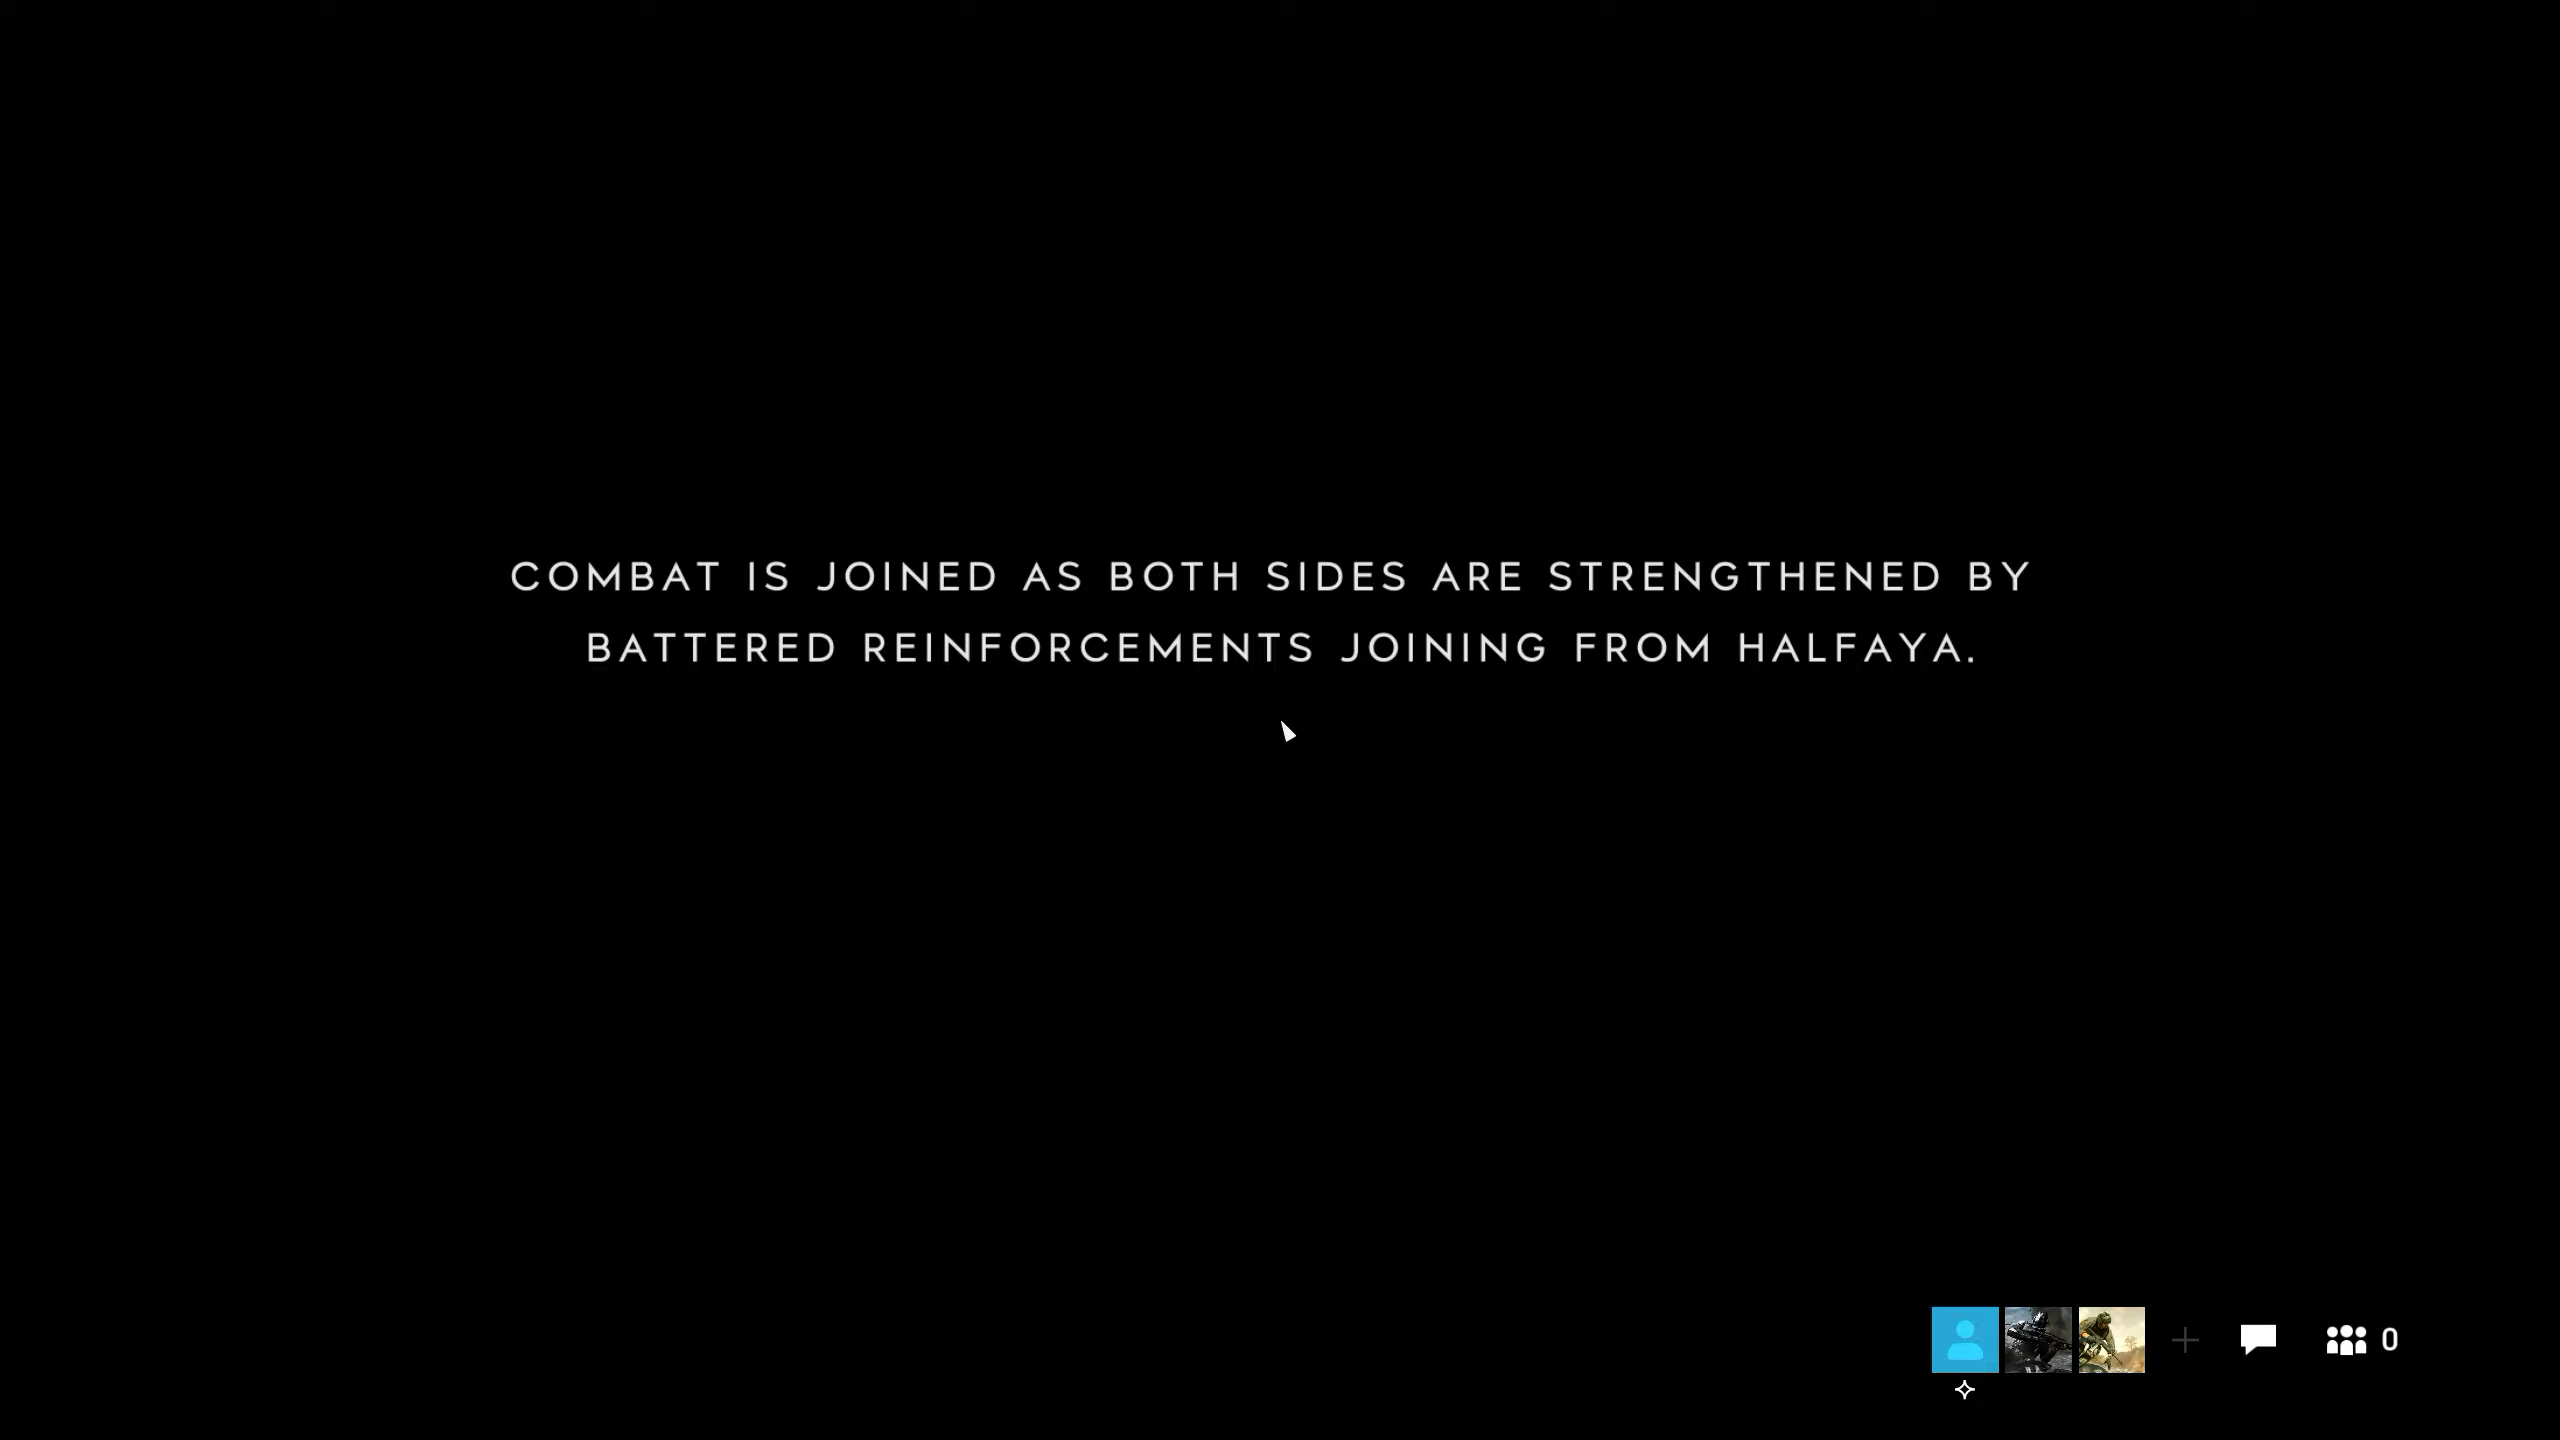 COMBAT IS JOINED AS BOTH SIDES ARE STRENGTHENED BY
BATTERED REINFORCEMENTS JOINING FROM HALFAYA.
0